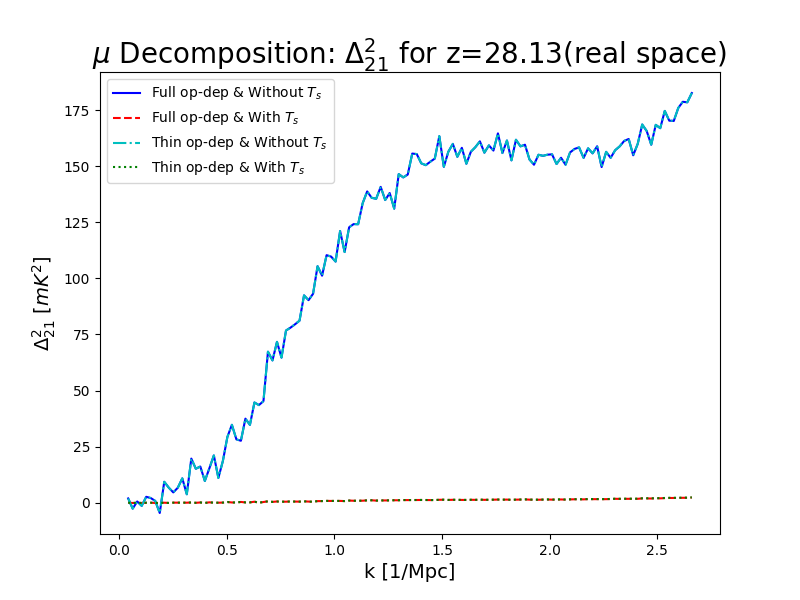 μ Decomposition: Δ²₂₁ for z=28.13(real space)
Full op-dep & Without Tₛ
Full op-dep & With Tₛ
Thin op-dep & Without Tₛ
Thin op-dep & With Tₛ
175
150
125
100
75
50
25
0
Δ²₂₁ [mK²]
0.0 0.5 1.0 1.5 2.0 2.5
k [1/Mpc]